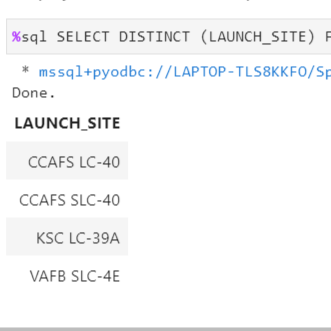 %sql SELECT DISTINCT (LAUNCH_SITE) F
* mssql+pyodbc://LAPTOP-TLS8KKFO/Sp
Done.
LAUNCH_SITE
CCAFS LC-40
CCAFS SLC-40
KSC LC-39A
VAFB SLC-4E